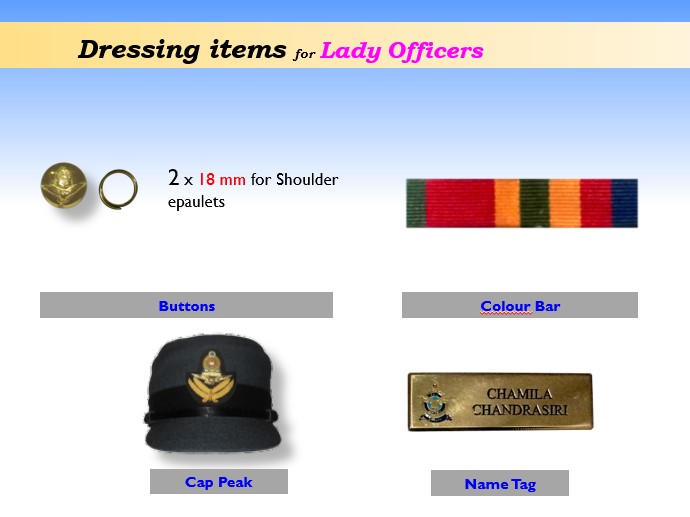 Dressing items for Lady Officers
2 x 18 mm for Shoulder
epaulets
Buttons
Colour Bar
CHAMILA
CHANDRASIRI
Cap Peak
Name Tag